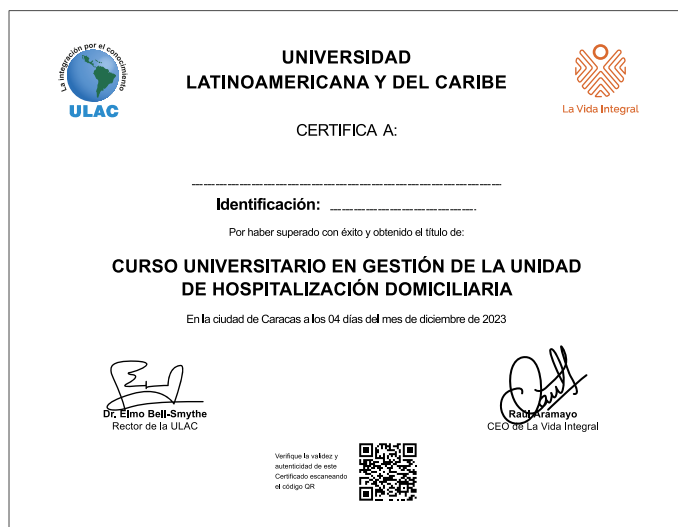 La integración por el conocimiento
ULAC
UNIVERSIDAD
LATINOAMERICANA Y DEL CARIBE
La Vida Integral
CERTIFICA A:
Identificación:
Por haber superado con éxito y obtenido el título de:
CURSO UNIVERSITARIO EN GESTIÓN DE LA UNIDAD
DE HOSPITALIZACIÓN DOMICILIARIA
En la ciudad de Caracas a los 04 días del mes de diciembre de 2023
Dr. Elmo Bell-Smythe
Rector de la ULAC
Raúl Aramayo
CEO de La Vida Integral
Verifique la validez y
autenticidad de este
Certificado escaneando
el código QR